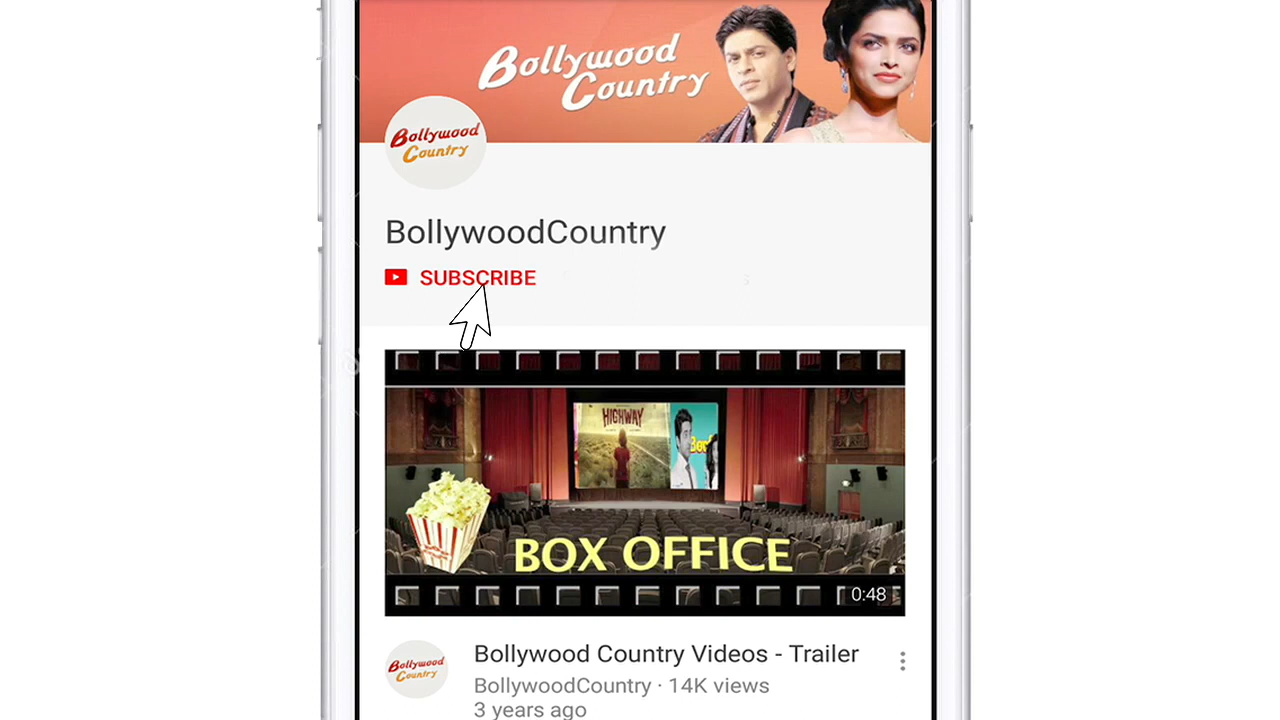 Bollywood
Country
Bollywood
Country
BollywoodCountry
SUBSCRIBE
HIGHWAY
BOX OFFICE
0:48
Bollywood
Country
Bollywood Country Videos - Trailer
BollywoodCountry · 14K views
3 years ago